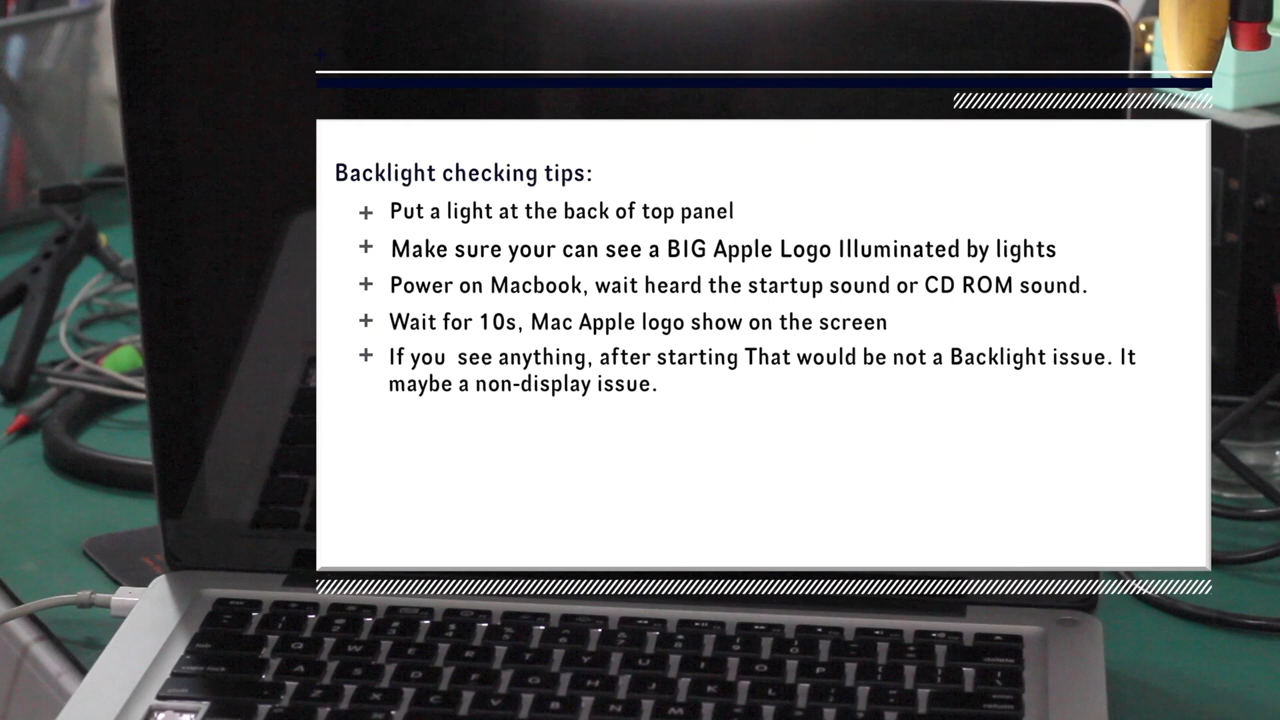 Backlight checking tips:
+ Put a light at the back of top panel
+ Make sure your can see a BIG Apple Logo Illuminated by lights
+ Power on Macbook, wait heard the startup sound or CD ROM sound.
+ Wait for 10s, Mac Apple logo show on the screen
+ If you  see anything, after starting That would be not a Backlight issue. It
maybe a non-display issue.
Q W E R T Y U I O P
caps lock A S D F G H J K L
shift Z X C V B N M